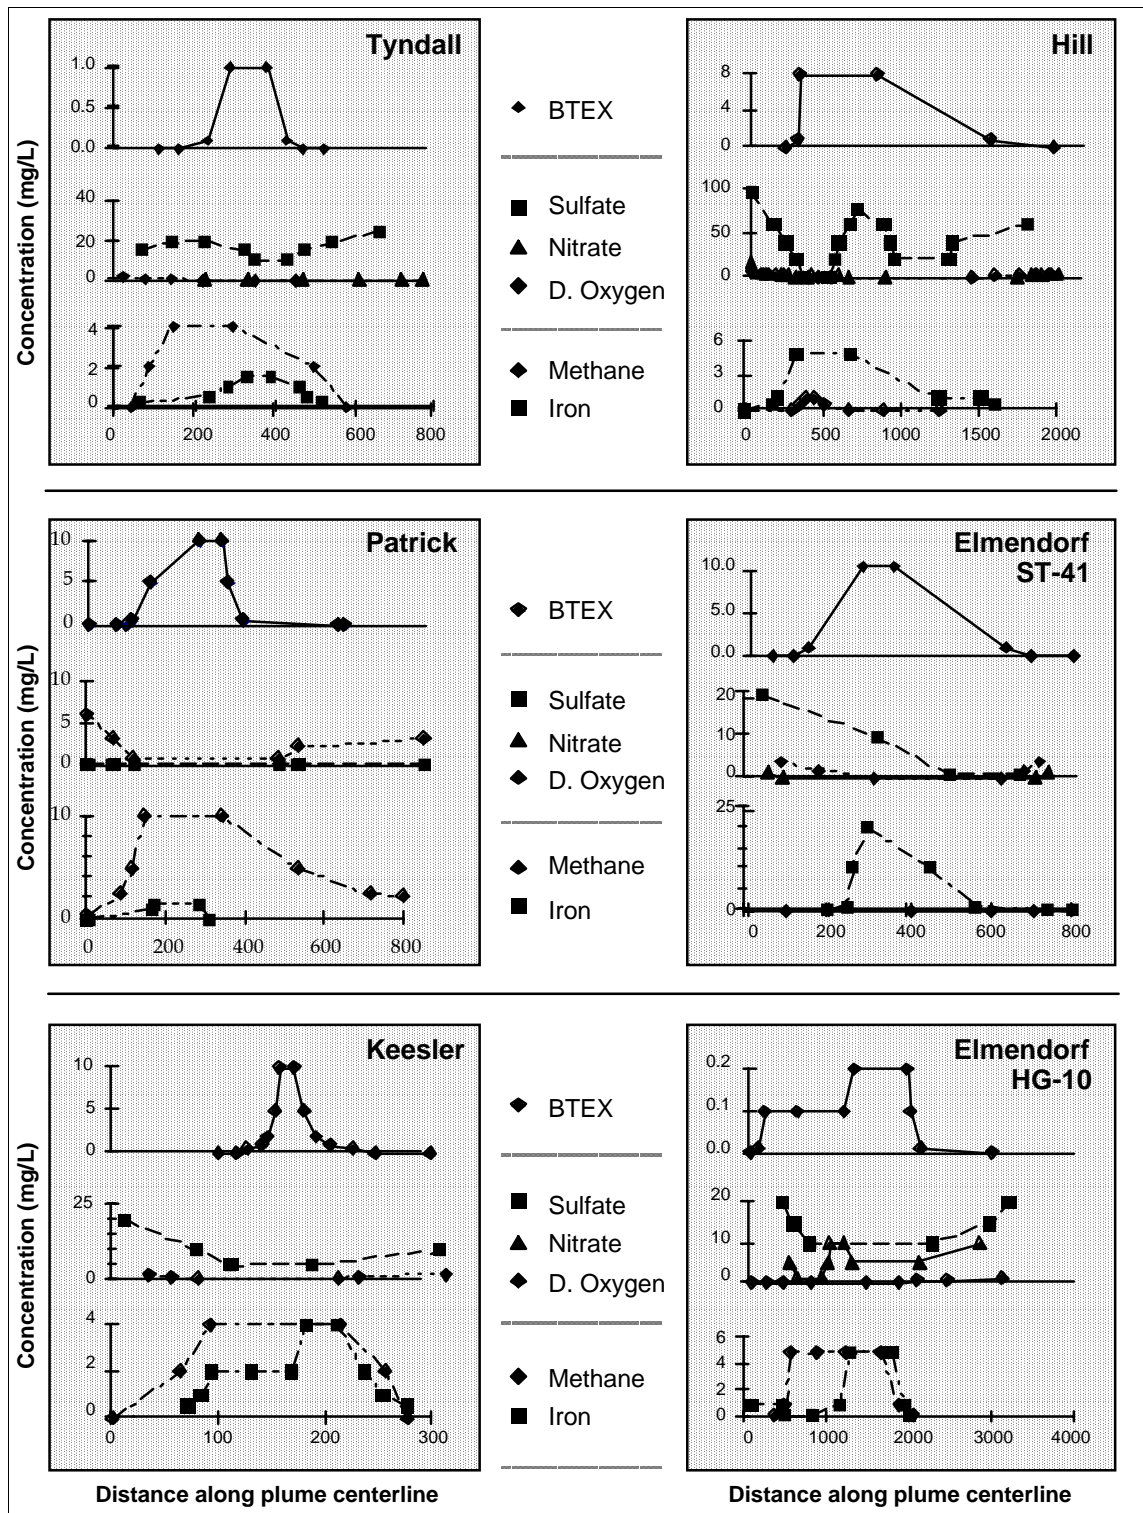 Tyndall
1.0
0.5
0.0
40
20
0
4
2
0
0 200 400 600 800
Concentration (mg/L)
BTEX
Sulfate
Nitrate
D. Oxygen
Methane
Iron
Hill
8
4
0
100
50
0
6
3
0
0 500 1000 1500 2000
Patrick
10
5
0
10
5
0
10
0
0 200 400 600 800
Concentration (mg/L)
BTEX
Sulfate
Nitrate
D. Oxygen
Methane
Iron
Elmendorf
ST-41
10.0
5.0
0.0
20
10
0
25
0
0 200 400 600 800
Keesler
10
5
0
25
0
4
2
0
0 100 200 300
Concentration (mg/L)
Distance along plume centerline
BTEX
Sulfate
Nitrate
D. Oxygen
Methane
Iron
Elmendorf
HG-10
0.2
0.1
0.0
20
10
0
6
4
2
0
0 1000 2000 3000 4000
Distance along plume centerline